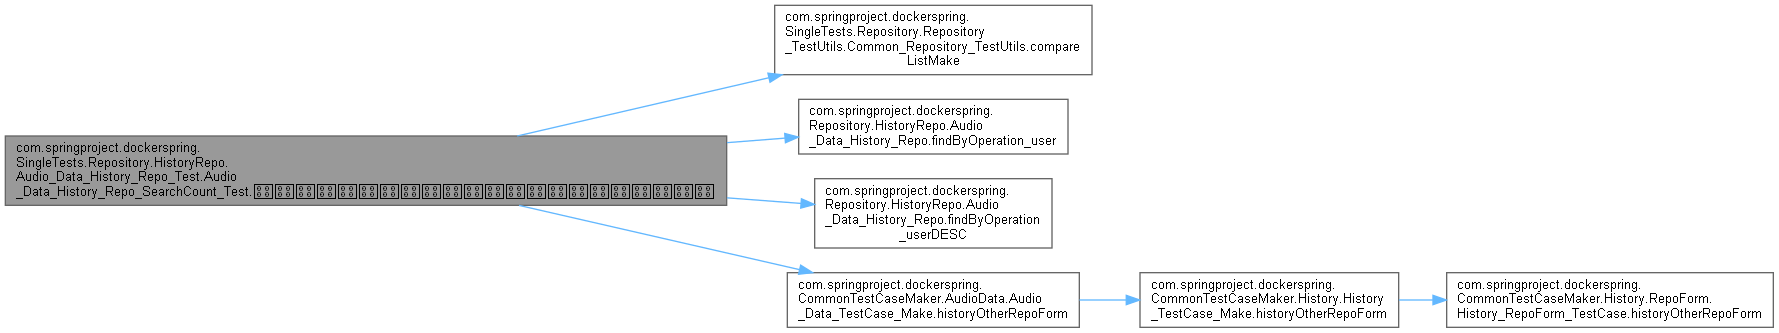 com.springproject.dockerspring.
SingleTests.Repository.Repository
_TestUtils.Common_Repository_TestUtils.compare
ListMake
com.springproject.dockerspring.
Repository.HistoryRepo.Audio
_Data_History_Repo.findByOperation_user
com.springproject.dockerspring.
SingleTests.Repository.HistoryRepo.
Audio_Data_History_Repo_Test.Audio
_Data_History_Repo_SearchCount_Test.
com.springproject.dockerspring.
Repository.HistoryRepo.Audio
_Data_History_Repo.findByOperation
_userDESC
com.springproject.dockerspring.
CommonTestCaseMaker.AudioData.Audio
_Data_TestCase_Make.historyOtherRepoForm
com.springproject.dockerspring.
CommonTestCaseMaker.History.History
_TestCase_Make.historyOtherRepoForm
com.springproject.dockerspring.
CommonTestCaseMaker.History.RepoForm.
History_RepoForm_TestCase.historyOtherRepoForm